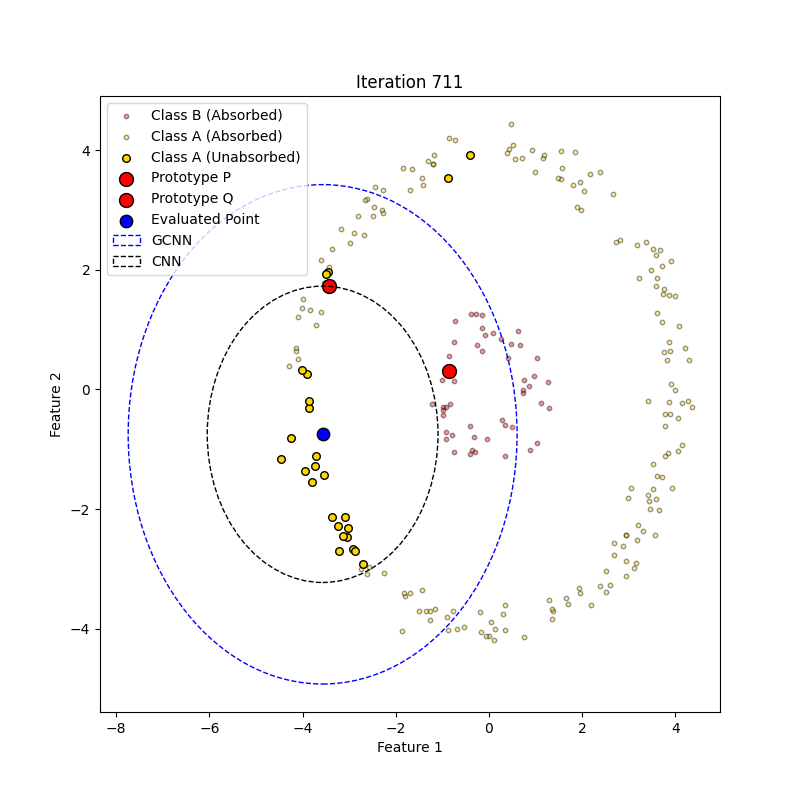 Iteration 711
Class B (Absorbed)
Class A (Absorbed)
Class A (Unabsorbed)
Prototype P
Prototype Q
Evaluated Point
GCNN
CNN
Feature 2
4
2
0
−2
−4
−8
−6
−4
−2
0
2
4
Feature 1